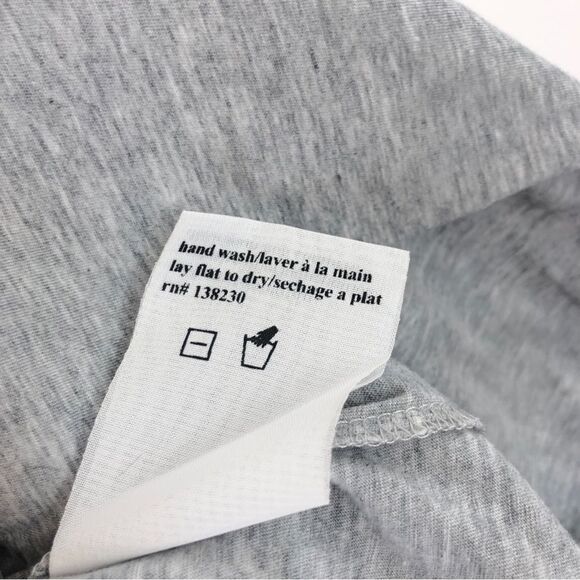 hand wash/laver à la main
lay flat to dry/sechage a plat
rn# 138230